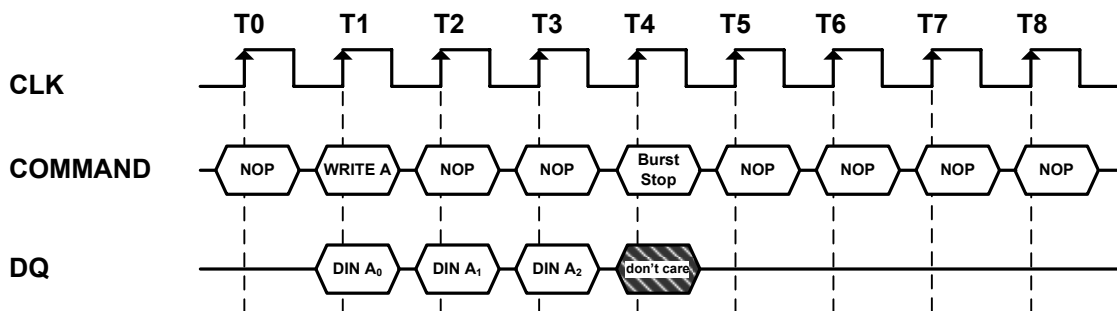 T0 T1 T2 T3 T4 T5 T6 T7 T8
CLK
COMMAND NOP WRITE A NOP NOP Burst Stop NOP NOP NOP NOP
DQ DIN A₀ DIN A₁ DIN A₂ don't care